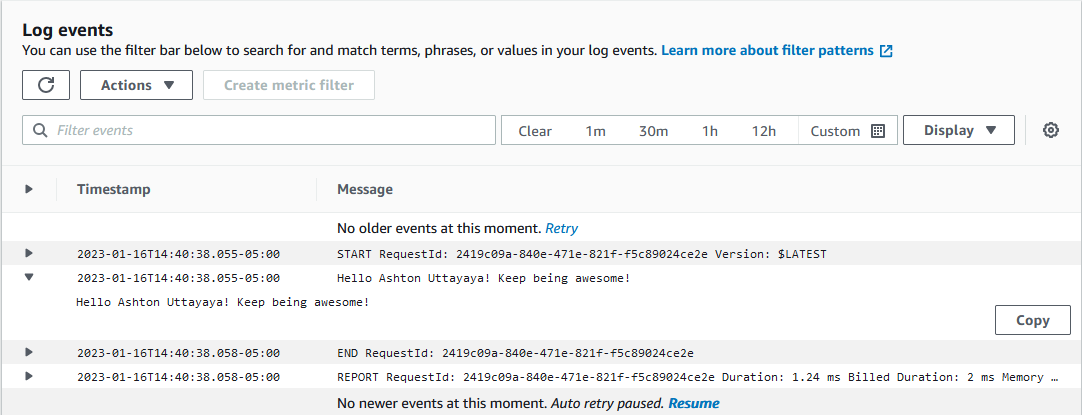 Log events
You can use the filter bar below to search for and match terms, phrases, or values in your log events. Learn more about filter patterns
Actions Create metric filter
Filter events Clear 1m 30m 1h 12h Custom Display
Timestamp Message
No older events at this moment. Retry
2023-01-16T14:40:38.055-05:00 START RequestId: 2419c09a-840e-471e-821f-f5c89024ce2e Version: $LATEST
2023-01-16T14:40:38.055-05:00 Hello Ashton Uttayaya! Keep being awesome!
Hello Ashton Uttayaya! Keep being awesome!
Copy
2023-01-16T14:40:38.058-05:00 END RequestId: 2419c09a-840e-471e-821f-f5c89024ce2e
2023-01-16T14:40:38.058-05:00 REPORT RequestId: 2419c09a-840e-471e-821f-f5c89024ce2e Duration: 1.24 ms Billed Duration: 2 ms Memory …
No newer events at this moment. Auto retry paused. Resume